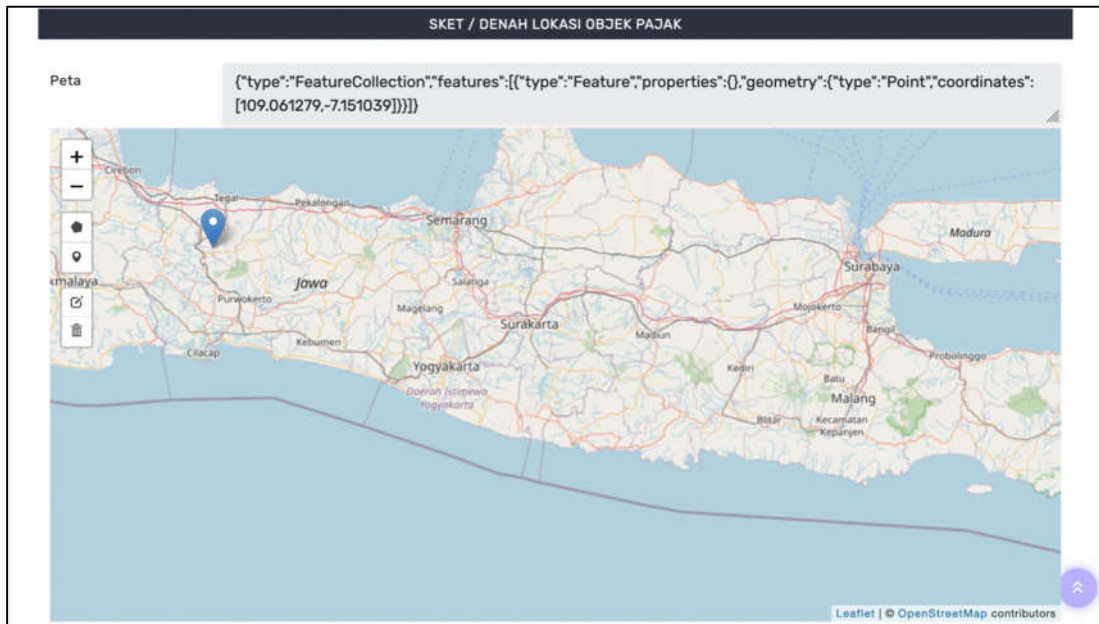 SKET / DENAH LOKASI OBJEK PAJAK
Peta
{"type":"FeatureCollection","features":[{"type":"Feature","properties":{},"geometry":{"type":"Point","coordinates":
[109.061279,-7.151039]}}]}
+
−
Cirebon
Tegal
Pekalongan
Semarang
Madura
Surabaya
kmalaya
Jawa
Salatiga
Purwokerto
Magelang
Mojokerto
Surakarta
Madiun
Bangil
Cilacap
Kebumen
Probolinggo
Yogyakarta
Kediri
Daerah Istimewa
Yogyakarta
Batu
Malang
Blitar
Kecamatan
Kepanjen
Leaflet | © OpenStreetMap contributors